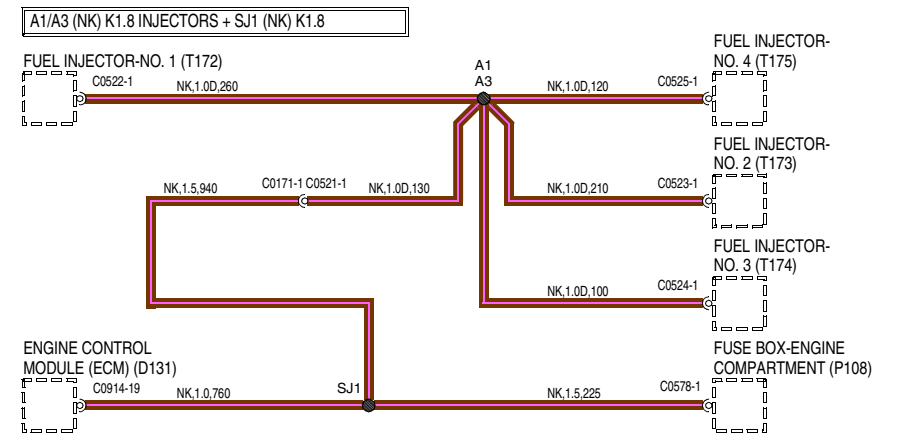 A1/A3 (NK) K1.8 INJECTORS + SJ1 (NK) K1.8
FUEL INJECTOR-NO. 1 (T172)
C0522-1
NK,1.0D,260
A1
A3
NK,1.0D,120
C0525-1
FUEL INJECTOR-
NO. 4 (T175)
FUEL INJECTOR-
NO. 2 (T173)
NK,1.5,940
C0171-1 C0521-1
NK,1.0D,130
NK,1.0D,210
C0523-1
FUEL INJECTOR-
NO. 3 (T174)
NK,1.0D,100
C0524-1
ENGINE CONTROL
MODULE (ECM) (D131)
C0914-19
NK,1.0,760
SJ1
NK,1.5,225
C0578-1
FUSE BOX-ENGINE
COMPARTMENT (P108)